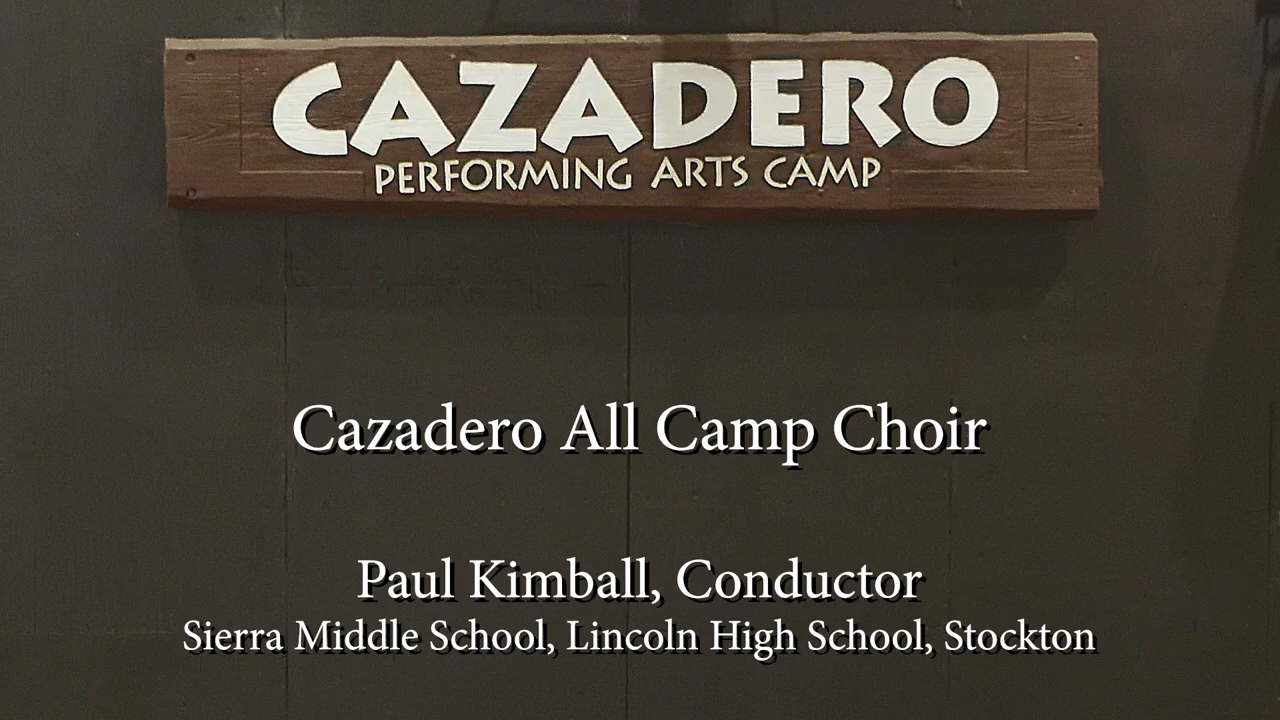 CAZADERO
PERFORMING ARTS CAMP
Cazadero All Camp Choir
Paul Kimball, Conductor
Sierra Middle School, Lincoln High School, Stockton